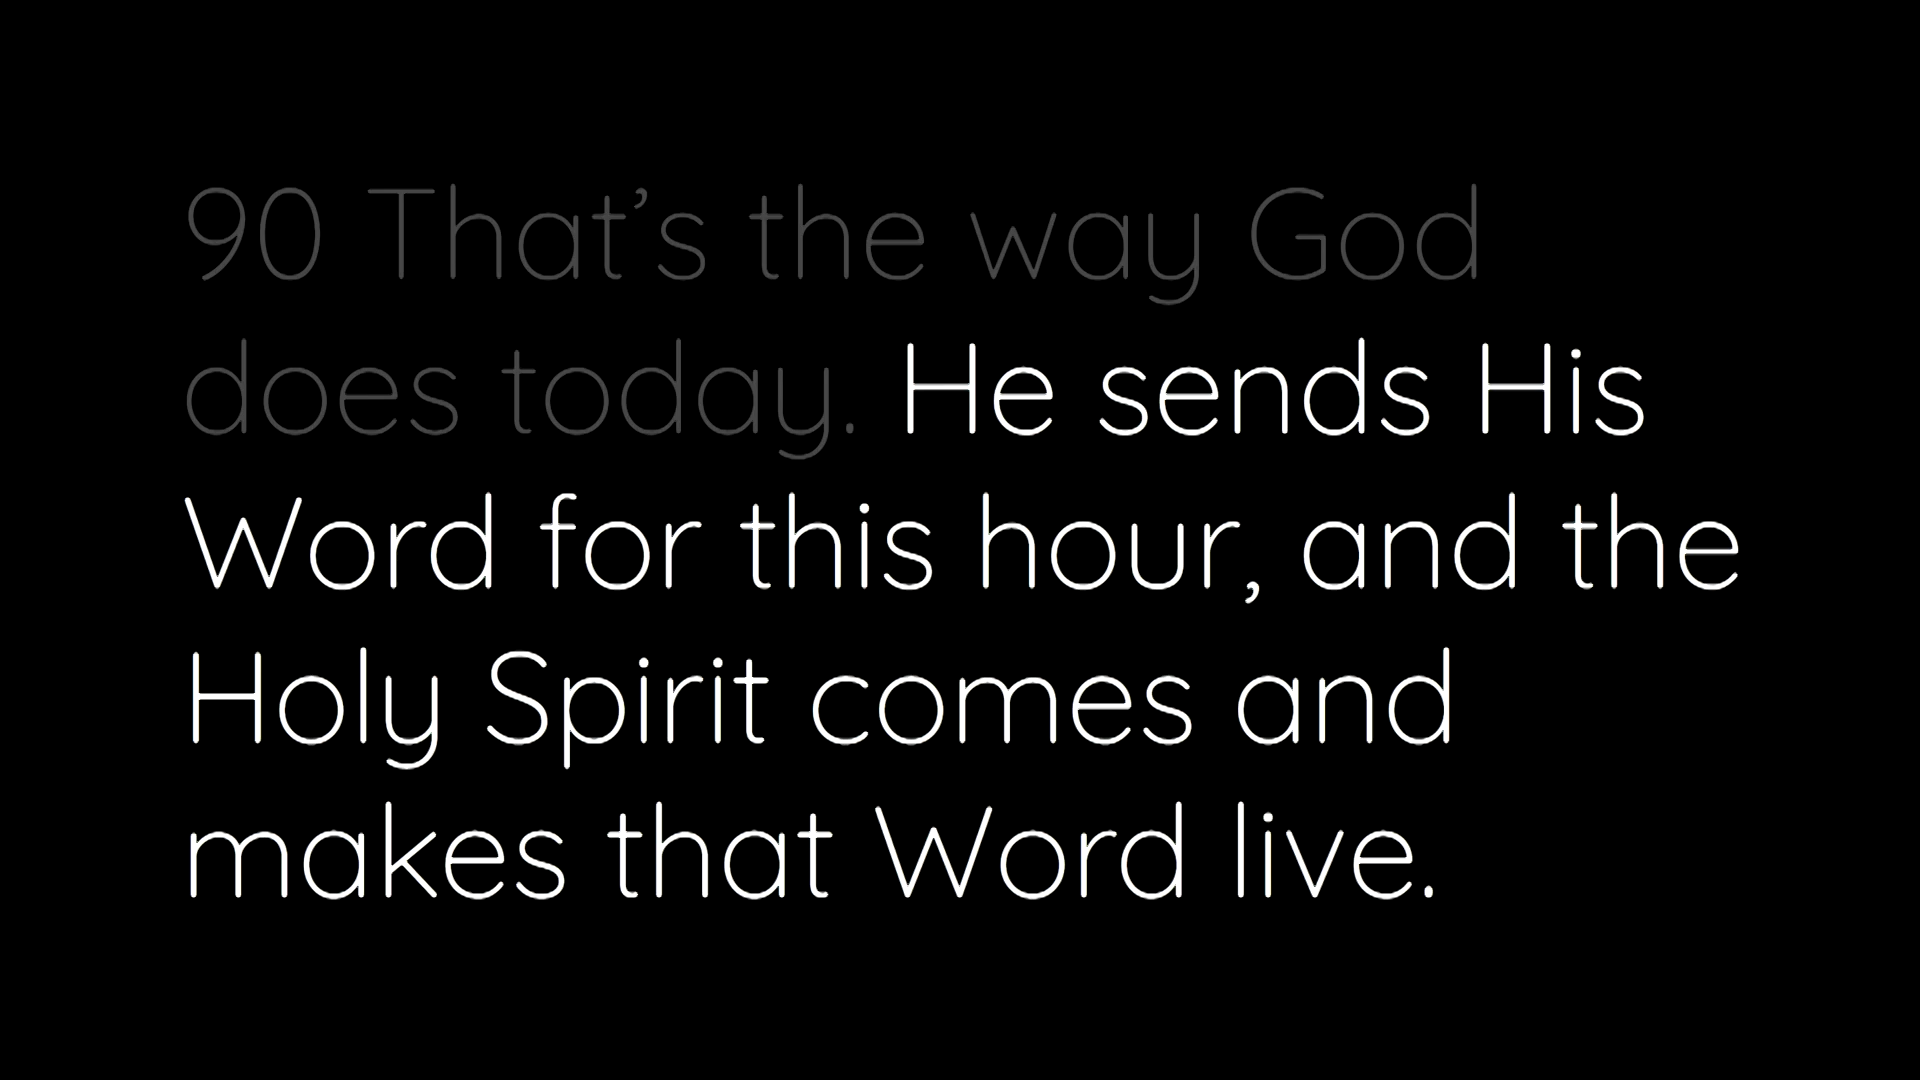 90 That’s the way God
does today. He sends His
Word for this hour, and the
Holy Spirit comes and
makes that Word live.